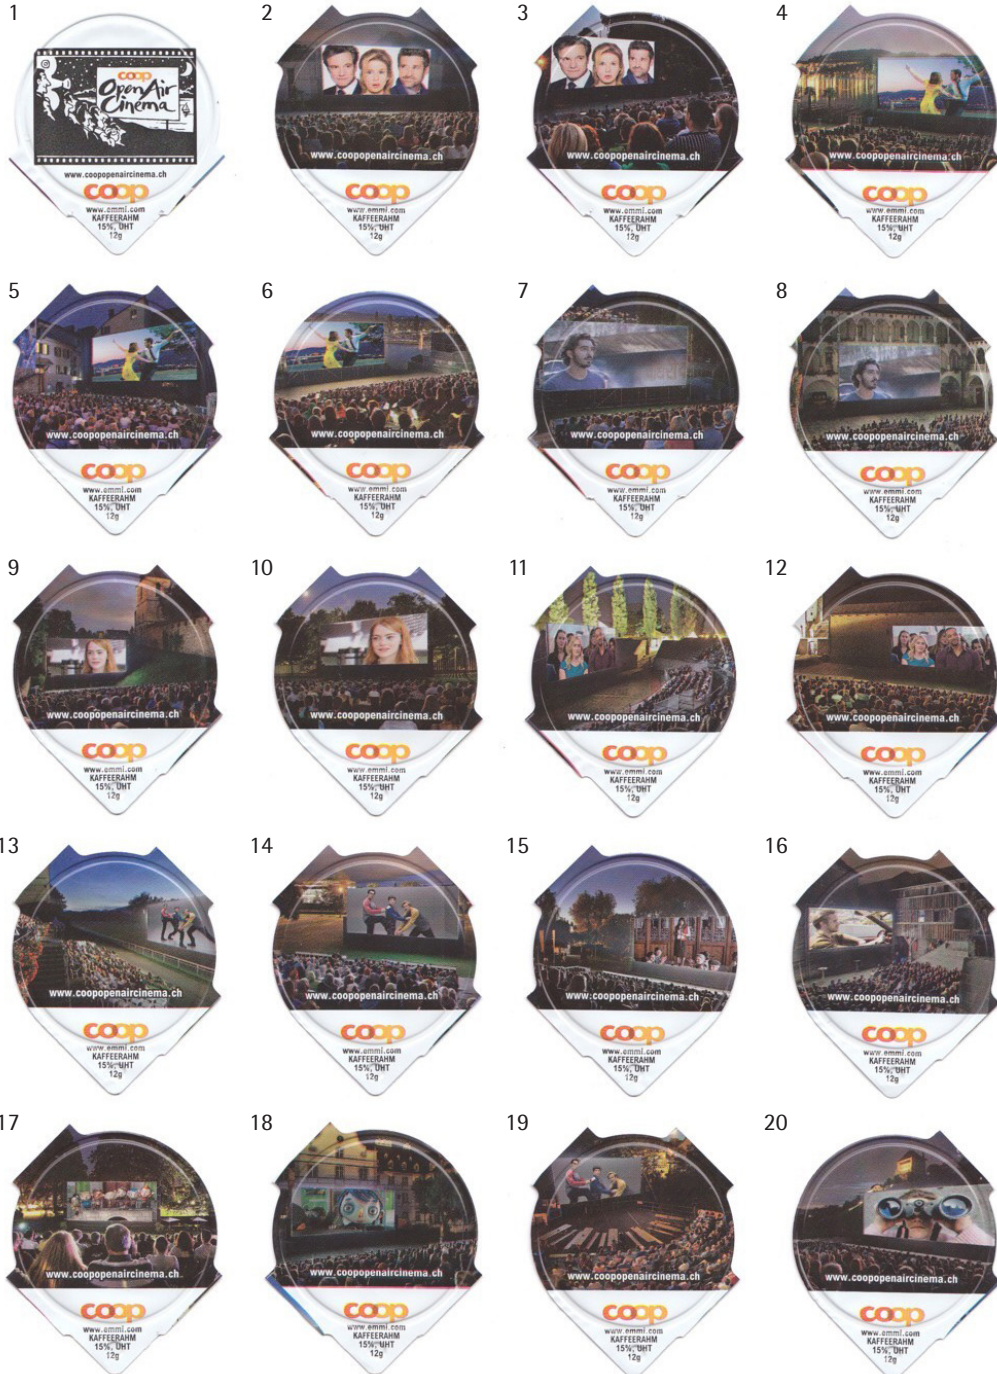 1 2 3 4
coop
Open Air
Cinema
www.coopopenaircinema.ch www.coopopenaircinema.ch www.coopopenaircinema.ch www.coopopenaircinema.ch
coop coop coop coop
www.emmi.com www.emmi.com www.emmi.com www.emmi.com
KAFFEERAHM KAFFEERAHM KAFFEERAHM KAFFEERAHM
15%, UHT 15%, UHT 15%, UHT 15%, UHT
12g 12g 12g 12g
5 6 7 8
www.coopopenaircinema.ch www.coopopenaircinema.ch www.coopopenaircinema.ch www.coopopenaircinema.ch
coop coop coop coop
www.emmi.com www.emmi.com www.emmi.com www.emmi.com
KAFFEERAHM KAFFEERAHM KAFFEERAHM KAFFEERAHM
15%, UHT 15%, UHT 15%, UHT 15%, UHT
12g 12g 12g 12g
9 10 11 12
www.coopopenaircinema.ch www.coopopenaircinema.ch www.coopopenaircinema.ch www.coopopenaircinema.ch
coop coop coop coop
www.emmi.com www.emmi.com www.emmi.com www.emmi.com
KAFFEERAHM KAFFEERAHM KAFFEERAHM KAFFEERAHM
15%, UHT 15%, UHT 15%, UHT 15%, UHT
12g 12g 12g 12g
13 14 15 16
www.coopopenaircinema.ch www.coopopenaircinema.ch www.coopopenaircinema.ch www.coopopenaircinema.ch
coop coop coop coop
www.emmi.com www.emmi.com www.emmi.com www.emmi.com
KAFFEERAHM KAFFEERAHM KAFFEERAHM KAFFEERAHM
15%, UHT 15%, UHT 15%, UHT 15%, UHT
12g 12g 12g 12g
17 18 19 20
www.coopopenaircinema.ch www.coopopenaircinema.ch www.coopopenaircinema.ch www.coopopenaircinema.ch
coop coop coop coop
www.emmi.com www.emmi.com www.emmi.com www.emmi.com
KAFFEERAHM KAFFEERAHM KAFFEERAHM KAFFEERAHM
15%, UHT 15%, UHT 15%, UHT 15%, UHT
12g 12g 12g 12g